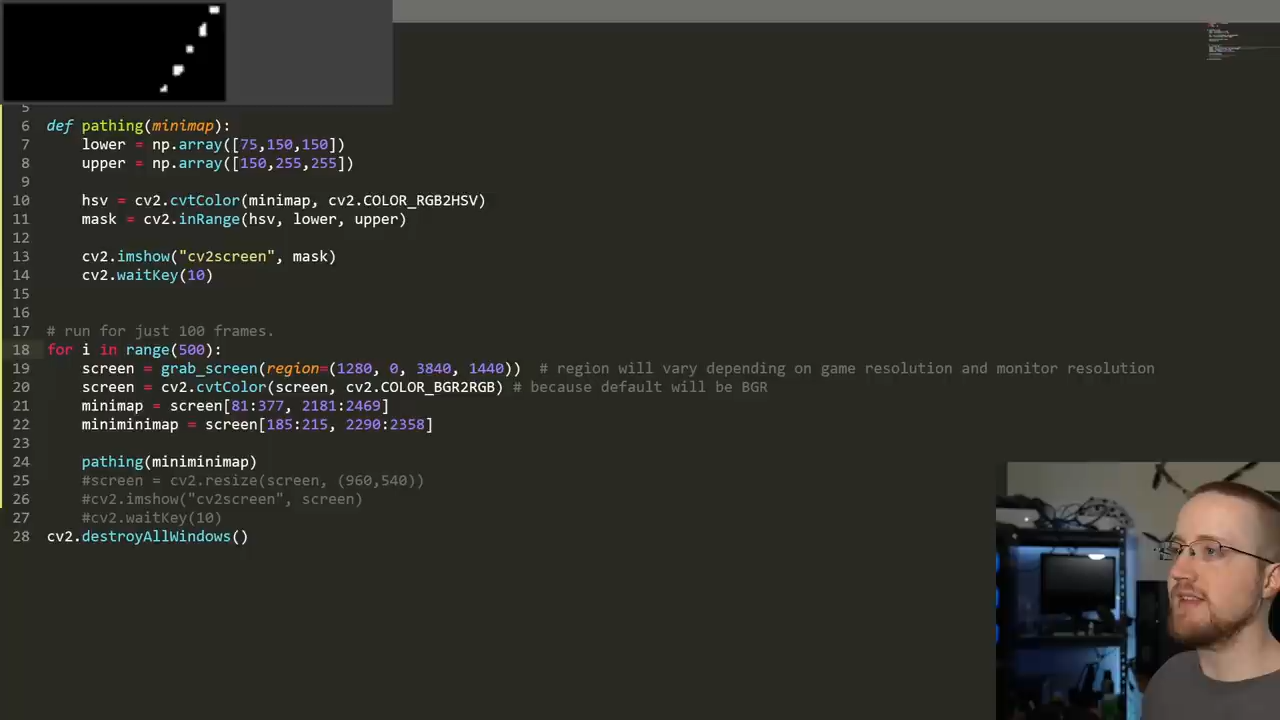 5
6 def pathing(minimap):
7     lower = np.array([75,150,150])
8     upper = np.array([150,255,255])
9
10     hsv = cv2.cvtColor(minimap, cv2.COLOR_RGB2HSV)
11     mask = cv2.inRange(hsv, lower, upper)
12
13     cv2.imshow("cv2screen", mask)
14     cv2.waitKey(10)
15
16
17 # run for just 100 frames.
18 for i in range(500):
19     screen = grab_screen(region=(1280, 0, 3840, 1440))  # region will vary depending on game resolution and monitor resolution
20     screen = cv2.cvtColor(screen, cv2.COLOR_BGR2RGB) # because default will be BGR
21     minimap = screen[81:377, 2181:2469]
22     miniminimap = screen[185:215, 2290:2358]
23
24     pathing(miniminimap)
25     #screen = cv2.resize(screen, (960,540))
26     #cv2.imshow("cv2screen", screen)
27     #cv2.waitKey(10)
28 cv2.destroyAllWindows()